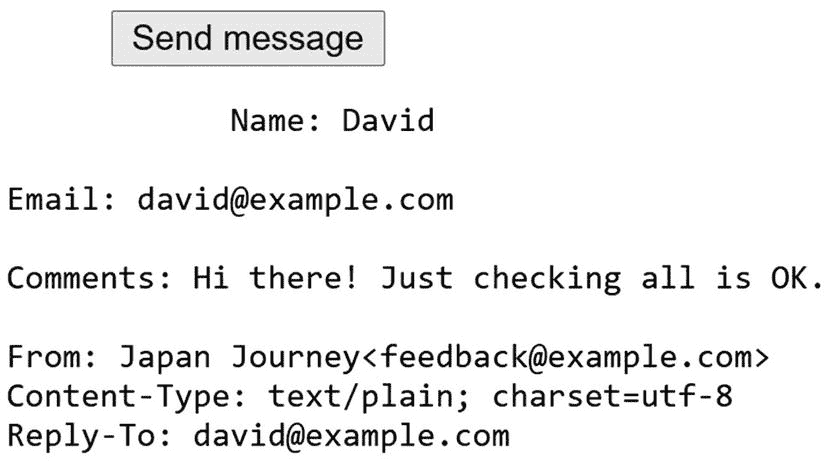 Send message
Name: David
Email: david@example.com
Comments: Hi there! Just checking all is OK.
From: Japan Journey<feedback@example.com>
Content-Type: text/plain; charset=utf-8
Reply-To: david@example.com